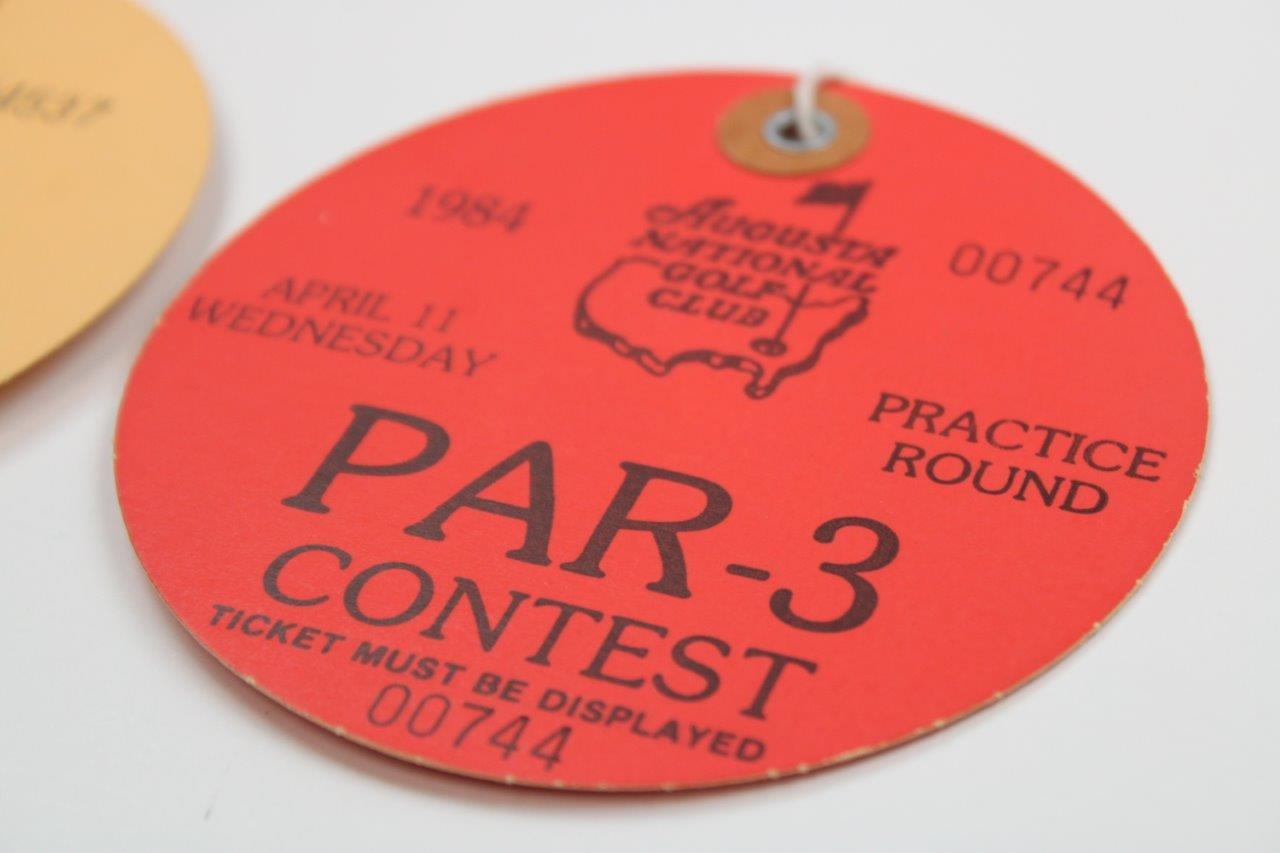 4537
1984
APRIL 11
WEDNESDAY
Augusta
NATIONAL
GOLF
CLUB
00744
PRACTICE
ROUND
PAR-3
CONTEST
TICKET MUST BE DISPLAYED
00744